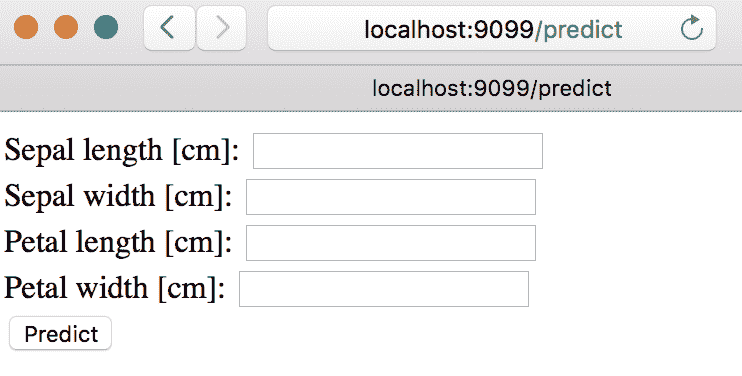 localhost:9099/predict
localhost:9099/predict
Sepal length [cm]:
Sepal width [cm]:
Petal length [cm]:
Petal width [cm]:
Predict